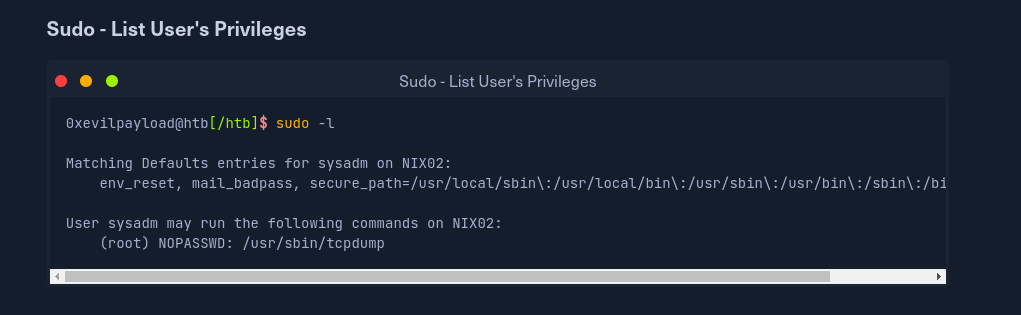 Sudo - List User's Privileges
Sudo - List User's Privileges
0xevilpayload@htb[/htb]$ sudo -l
Matching Defaults entries for sysadm on NIX02:
env_reset, mail_badpass, secure_path=/usr/local/sbin\:/usr/local/bin\:/usr/sbin\:/usr/bin\:/sbin\:/bi
User sysadm may run the following commands on NIX02:
(root) NOPASSWD: /usr/sbin/tcpdump